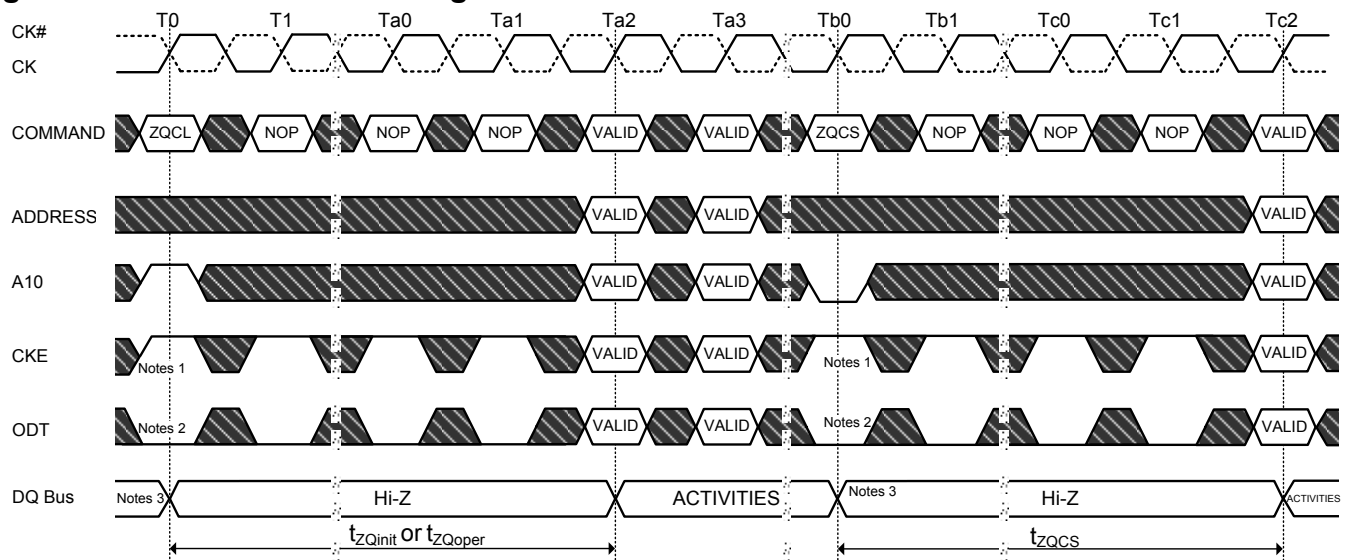 T0 T1 Ta0 Ta1 Ta2 Ta3 Tb0 Tb1 Tc0 Tc1 Tc2
CK#
CK
COMMAND ZQCL NOP NOP NOP VALID VALID ZQCS NOP NOP NOP VALID
ADDRESS VALID VALID VALID
A10 VALID VALID VALID
CKE Notes 1 VALID VALID Notes 1 VALID
ODT Notes 2 VALID VALID Notes 2 VALID
DQ Bus Notes 3 Hi-Z ACTIVITIES Notes 3 Hi-Z ACTIVITIES
tZQinit or tZQoper tZQCS